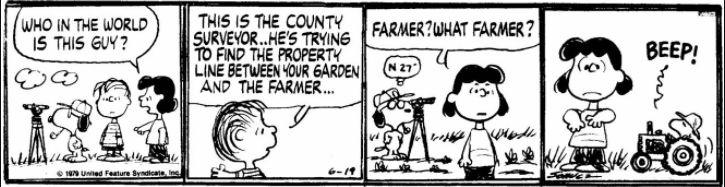 WHO IN THE WORLD
IS THIS GUY?
© 1979 United Feature Syndicate, Inc.
THIS IS THE COUNTY
SURVEYOR..HE'S TRYING
TO FIND THE PROPERTY
LINE BETWEEN YOUR GARDEN
AND THE FARMER...
6-19
FARMER? WHAT FARMER?
N 27°
BEEP!
SCHULZ